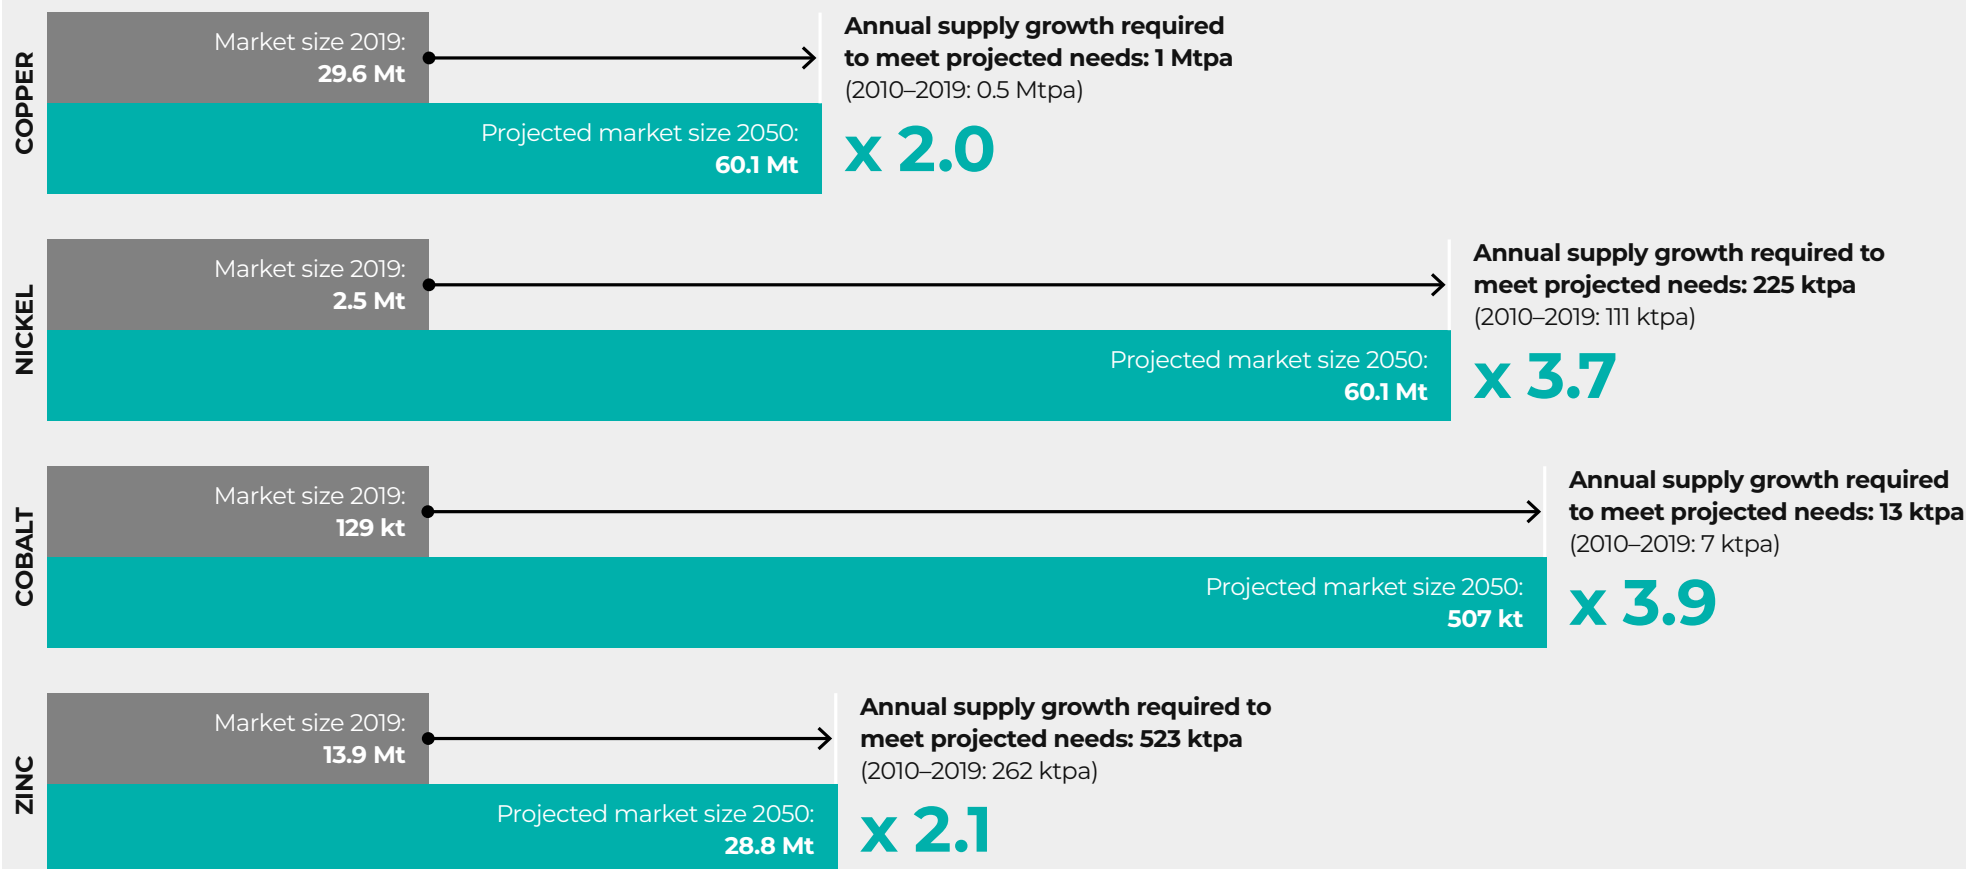 COPPER
Market size 2019:
29.6 Mt
Projected market size 2050:
60.1 Mt
Annual supply growth required
to meet projected needs: 1 Mtpa
(2010–2019: 0.5 Mtpa)
x 2.0
NICKEL
Market size 2019:
2.5 Mt
Projected market size 2050:
60.1 Mt
Annual supply growth required to
meet projected needs: 225 ktpa
(2010–2019: 111 ktpa)
x 3.7
COBALT
Market size 2019:
129 kt
Projected market size 2050:
507 kt
Annual supply growth required
to meet projected needs: 13 ktpa
(2010–2019: 7 ktpa)
x 3.9
ZINC
Market size 2019:
13.9 Mt
Projected market size 2050:
28.8 Mt
Annual supply growth required to
meet projected needs: 523 ktpa
(2010–2019: 262 ktpa)
x 2.1